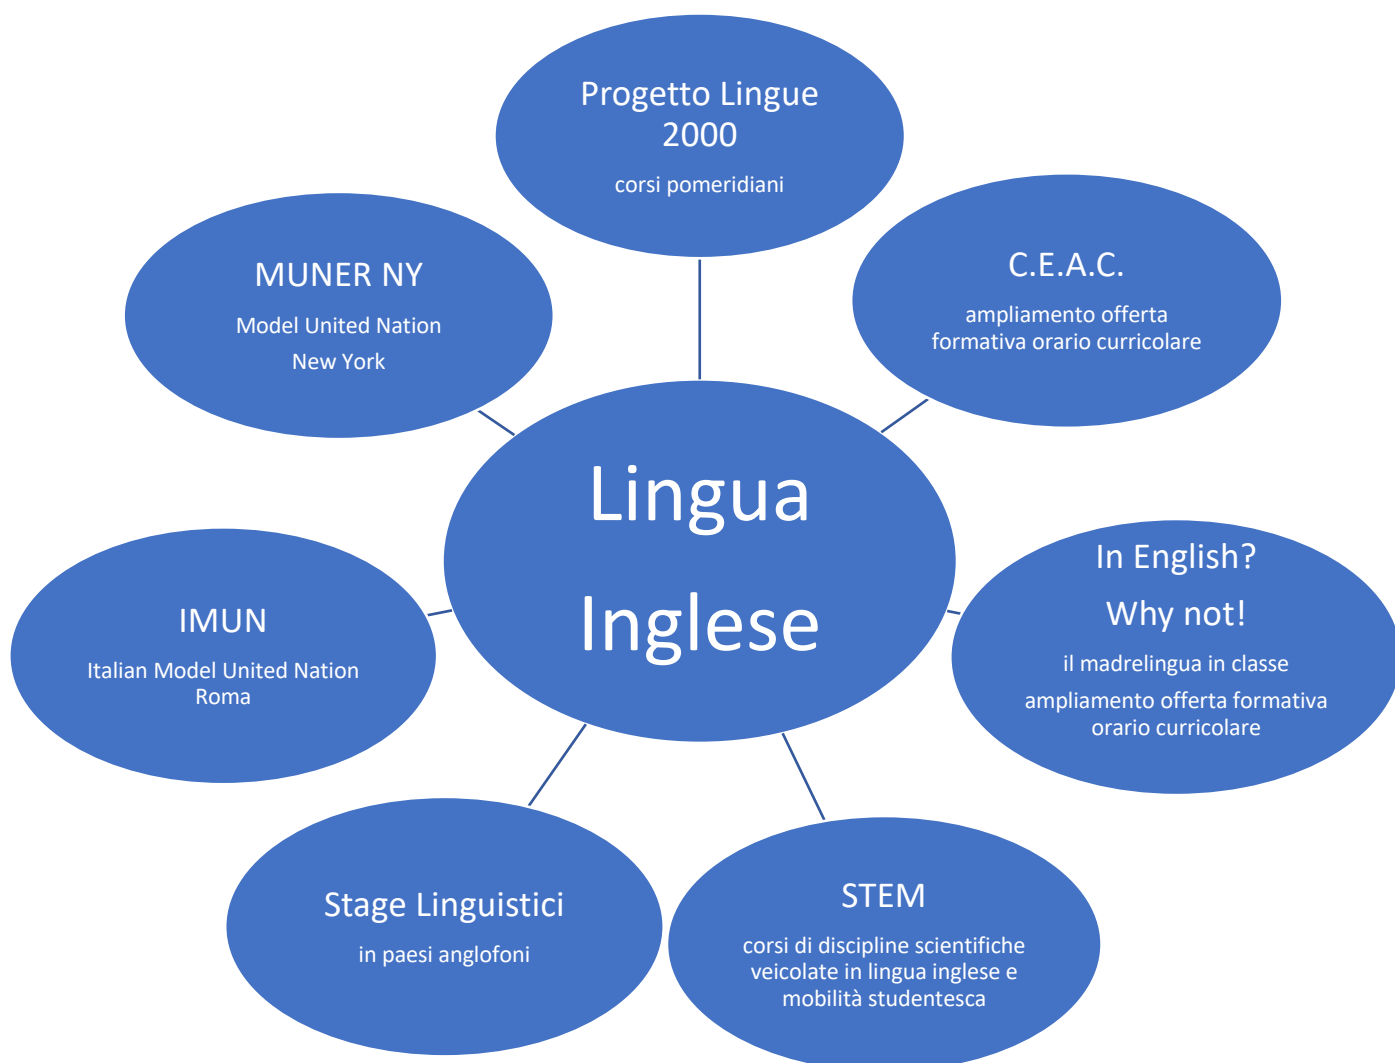 Progetto Lingue
2000
corsi pomeridiani
C.E.A.C.
ampliamento offerta
formativa orario curricolare
MUNER NY
Model United Nation
New York
Lingua
Inglese
In English?
Why not!
il madrelingua in classe
ampliamento offerta formativa
orario curricolare
IMUN
Italian Model United Nation
Roma
STEM
corsi di discipline scientifiche
veicolate in lingua inglese e
mobilità studentesca
Stage Linguistici
in paesi anglofoni